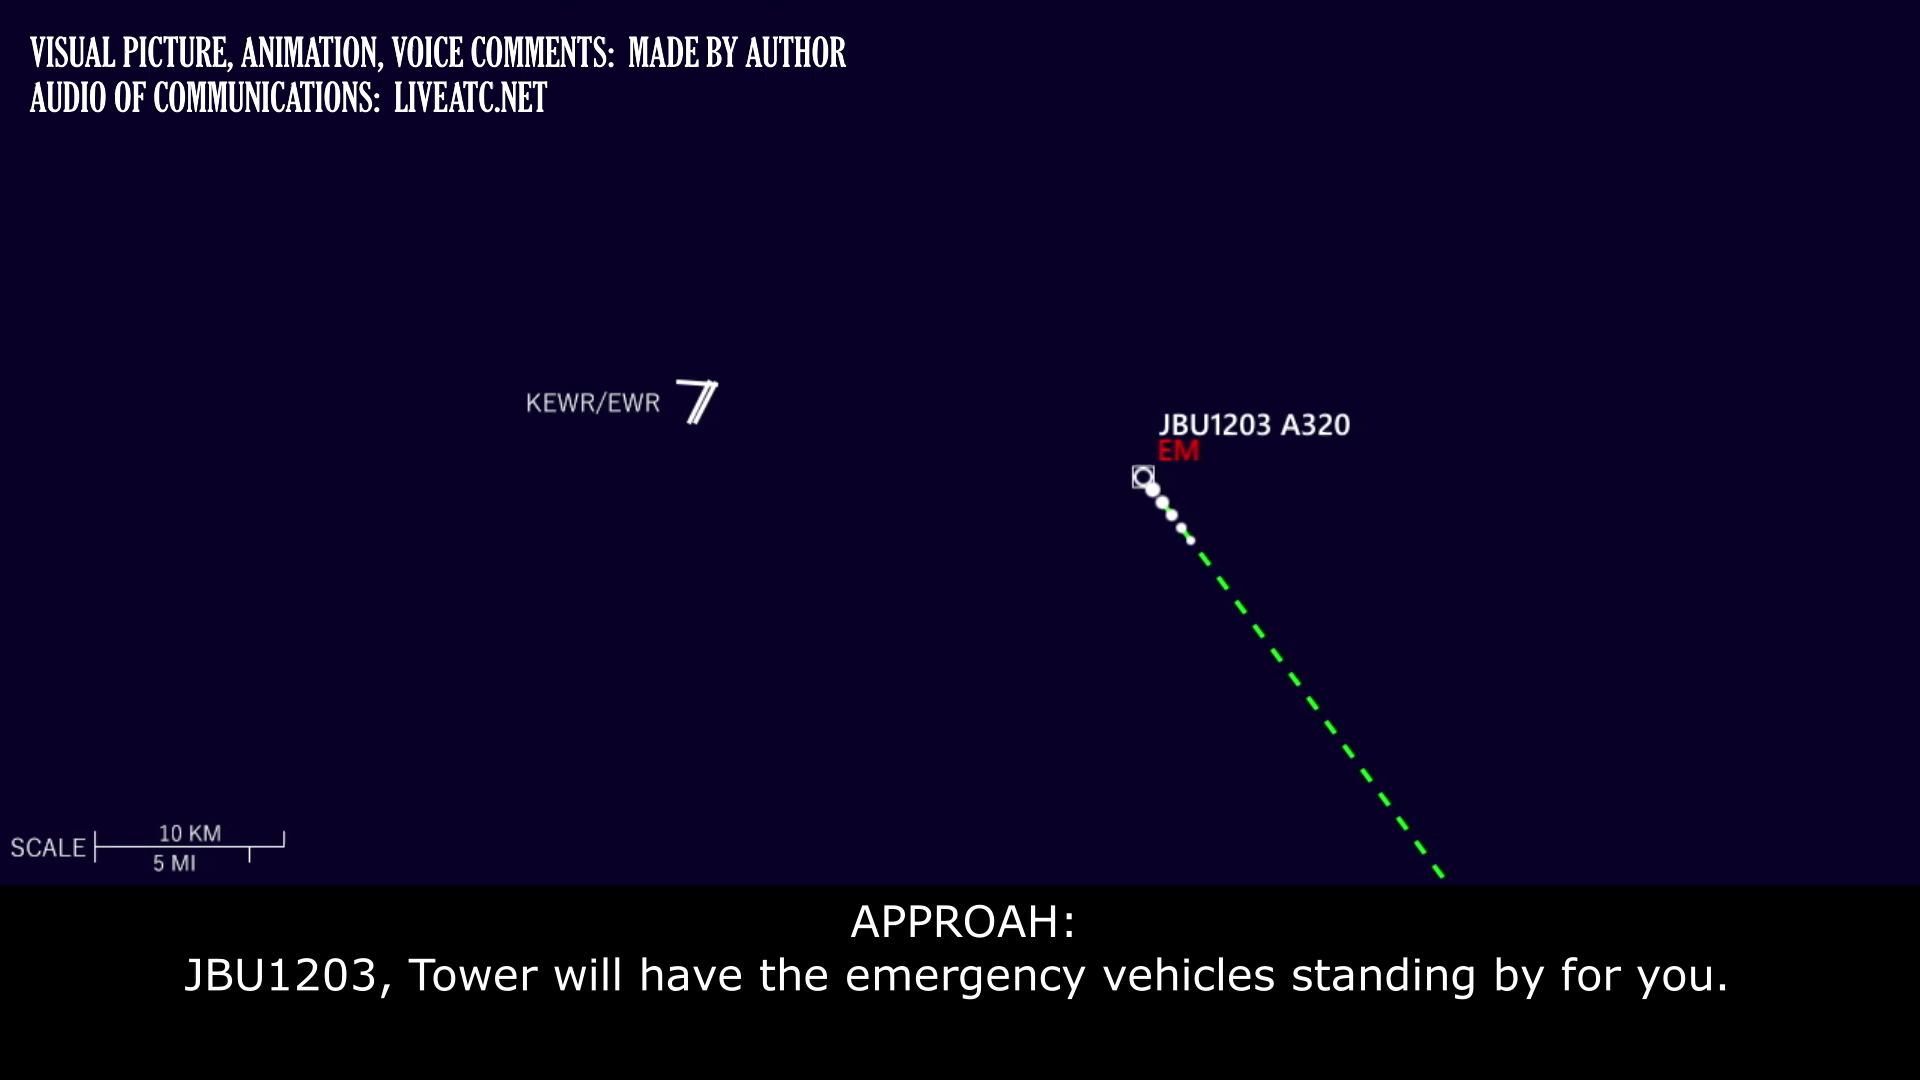 VISUAL PICTURE, ANIMATION, VOICE COMMENTS: MADE BY AUTHOR
AUDIO OF COMMUNICATIONS: LIVEATC.NET
KEWR/EWR
JBU1203 A320
EM
SCALE
10 KM
5 MI
APPROAH:
JBU1203, Tower will have the emergency vehicles standing by for you.